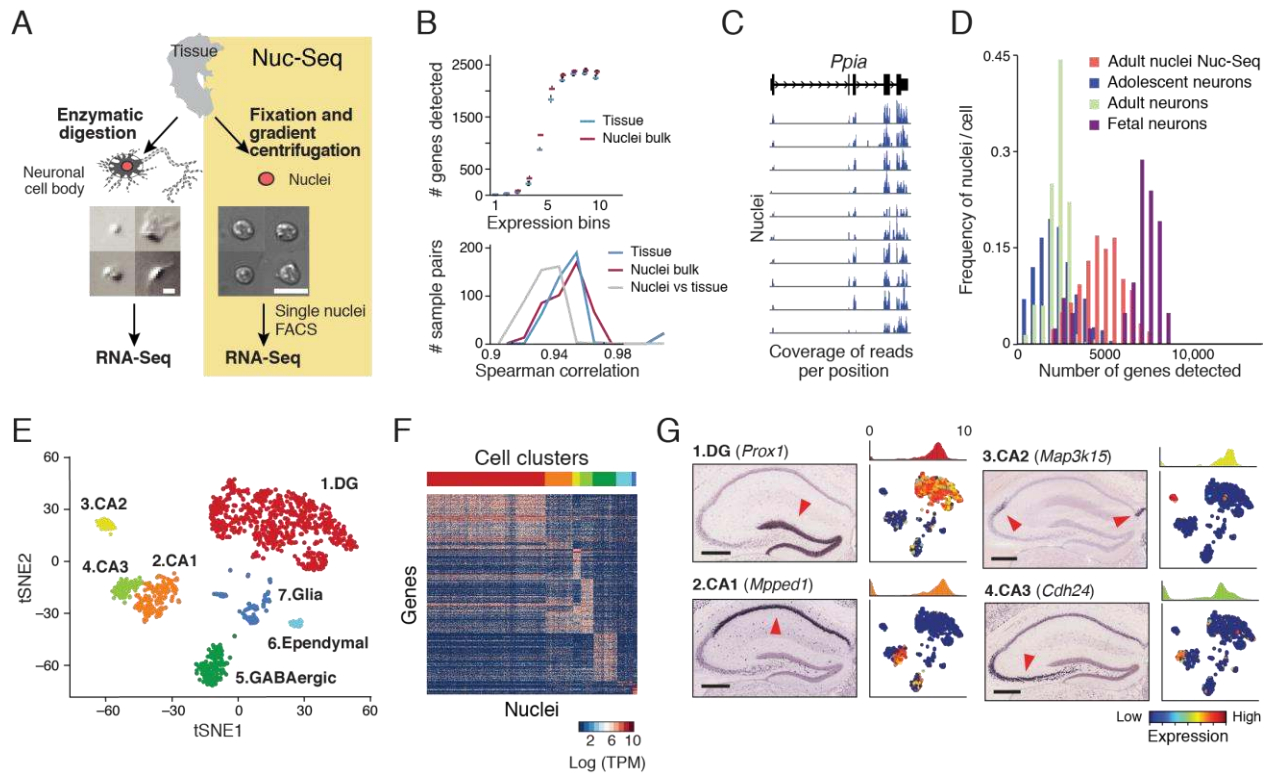 A
Tissue
Nuc-Seq
Enzymatic
digestion
Fixation and
gradient
centrifugation
Neuronal
cell body
Nuclei
Single nuclei
FACS
RNA-Seq
RNA-Seq
B
# genes detected
2500
1500
500
0
1
5
10
Expression bins
Tissue
Nuclei bulk
# sample pairs
200
100
0
0.9
0.94
0.98
Spearman correlation
Tissue
Nuclei bulk
Nuclei vs tissue
C
Ppia
Nuclei
Coverage of reads
per position
D
Frequency of nuclei / cell
0.45
0.3
0.15
0
0
5000
10,000
Number of genes detected
Adult nuclei Nuc-Seq
Adolescent neurons
Adult neurons
Fetal neurons
E
tSNE2
60
30
0
−30
−60
−60
−30
0
30
60
tSNE1
1.DG
3.CA2
4.CA3
2.CA1
7.Glia
6.Ependymal
5.GABAergic
F
Cell clusters
Genes
Nuclei
2 6 10
Log (TPM)
G
0 10
1.DG (Prox1)
3.CA2 (Map3k15)
2.CA1 (Mpped1)
4.CA3 (Cdh24)
Low High
Expression